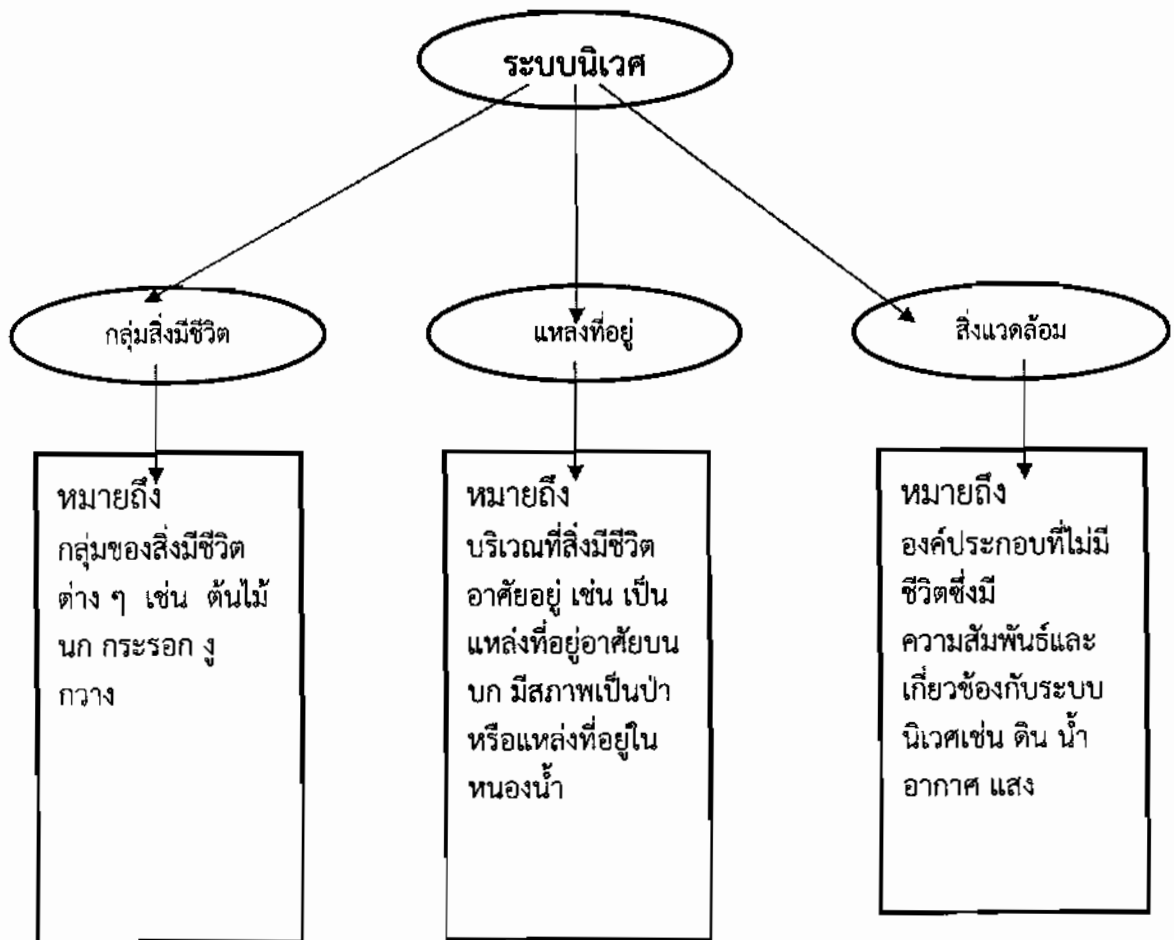 ระบบนิเวศ
กลุ่มสิ่งมีชีวิต
แหล่งที่อยู่
สิ่งแวดล้อม
หมายถึง
กลุ่มของสิ่งมีชีวิต
ต่าง ๆ เช่น ต้นไม้
นก กระรอก งู
กวาง
หมายถึง
บริเวณที่สิ่งมีชีวิต
อาศัยอยู่ เช่น เป็น
แหล่งที่อยู่อาศัยบน
บก มีสภาพเป็นป่า
หรือแหล่งที่อยู่ใน
หนองน้ำ
หมายถึง
องค์ประกอบที่ไม่มี
ชีวิตซึ่งมี
ความสัมพันธ์และ
เกี่ยวข้องกับระบบ
นิเวศเช่น ดิน น้ำ
อากาศ แสง